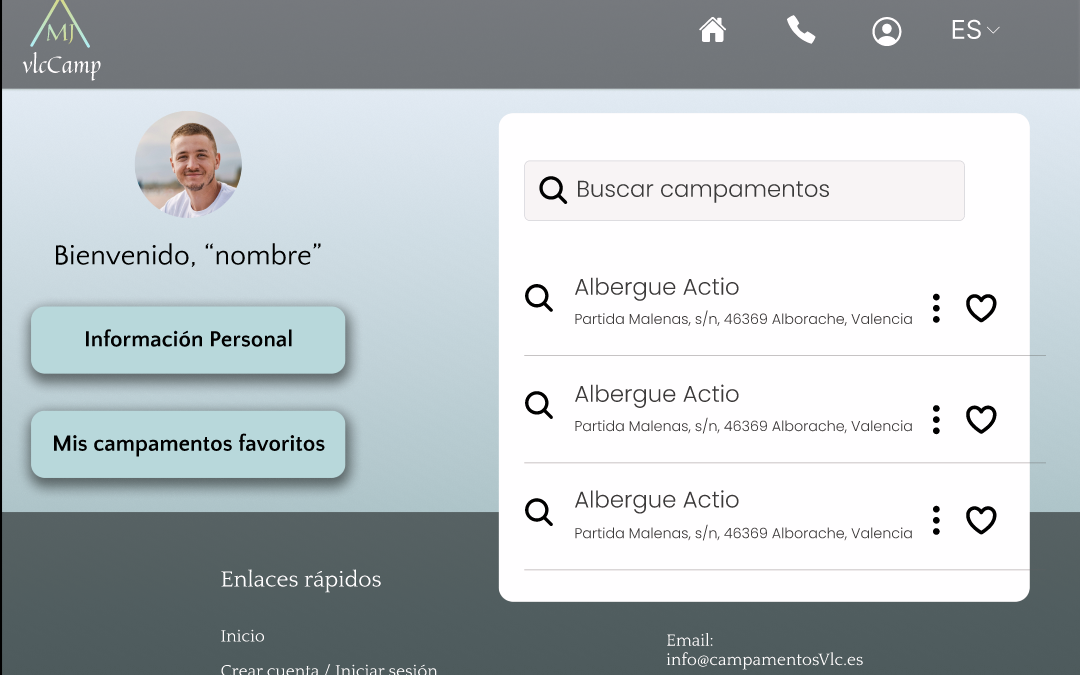 MJ
vlcCamp
ES
Bienvenido, “nombre”
Información Personal
Mis campamentos favoritos
Buscar campamentos
Albergue Actio
Partida Malenas, s/n, 46369 Alborache, Valencia
Albergue Actio
Partida Malenas, s/n, 46369 Alborache, Valencia
Albergue Actio
Partida Malenas, s/n, 46369 Alborache, Valencia
Enlaces rápidos
Inicio
Crear cuenta / Iniciar sesión
Email:
info@campamentosVlc.es